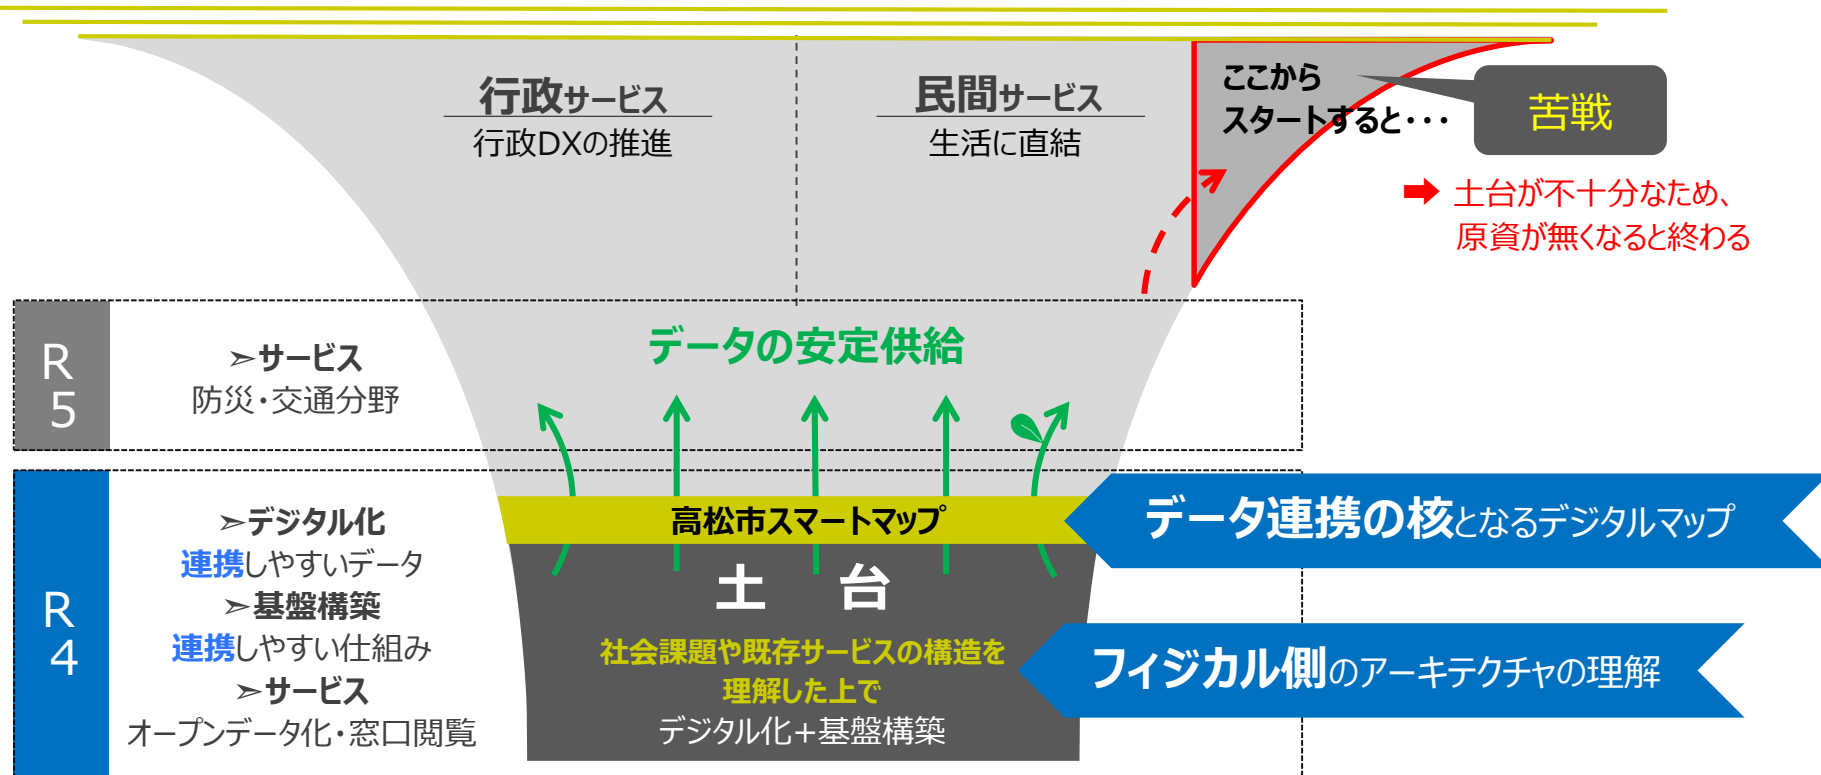 行政サービス
行政DXの推進
民間サービス
生活に直結
ここから
スタートすると・・・
苦戦
➡ 土台が不十分なため、
原資が無くなると終わる
R
5
➣サービス
防災・交通分野
データの安定供給
R
4
➣デジタル化
連携しやすいデータ
➣基盤構築
連携しやすい仕組み
➣サービス
オープンデータ化・窓口閲覧
高松市スマートマップ
土 台
社会課題や既存サービスの構造を
理解した上で
デジタル化+基盤構築
データ連携の核となるデジタルマップ
フィジカル側のアーキテクチャの理解